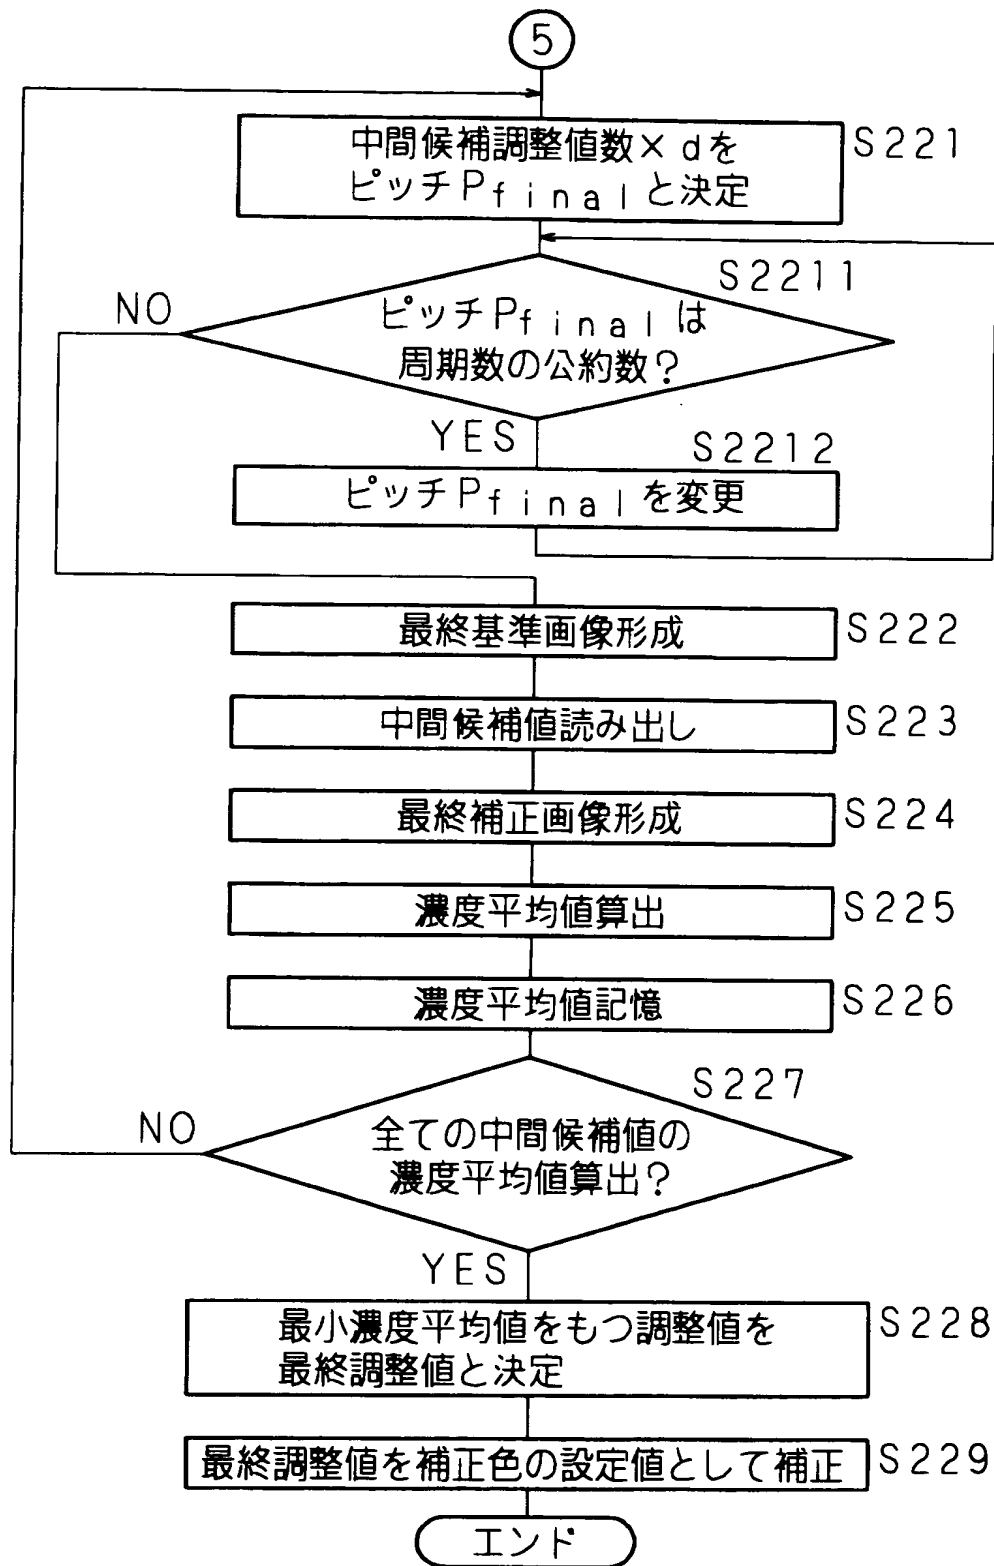 5
中間候補調整値数×dを
ピッチPfinalと決定
S221
S2211
NO
ピッチPfinalは
周期数の公約数?
YES
S2212
ピッチPfinalを変更
最終基準画像形成
S222
中間候補値読み出し
S223
最終補正画像形成
S224
濃度平均値算出
S225
濃度平均値記憶
S226
S227
NO
全ての中間候補値の
濃度平均値算出?
YES
最小濃度平均値をもつ調整値を
最終調整値と決定
S228
最終調整値を補正色の設定値として補正
S229
エンド